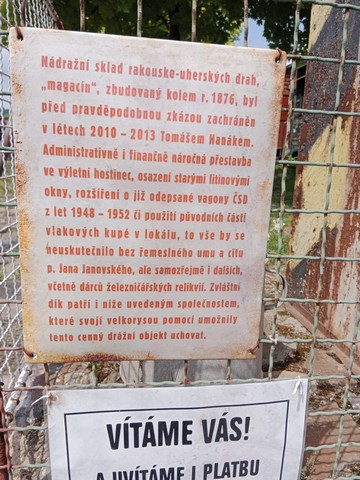 Nádražní sklad rakousko-uherských drah,
„magacín“, zbudovaný kolem r. 1876, byl
před pravděpodobnou zkázou zachráněn
v létech 2010 – 2013 Tomášem Hanákem.
Administrativně i finančně náročná přestavba
ve výletní hostinec, osazení starými litinovými
okny, rozšíření o již odepsané vagony ČSD
z let 1948 – 1952 či použití původních částí
vlakových kupé v lokálu, to vše by se
neuskutečnilo bez řemeslného umu a citu
p. Jana Janovského, ale samozřejmě i dalších,
včetně dárců železničářských relikvií. Zvláštní
dík patří i níže uvedeným společnostem,
které svojí velkorysou pomocí umožnily
tento cenný drážní objekt uchovat.
VÍTÁME VÁS!
A UVÍTÁME I PLATBU